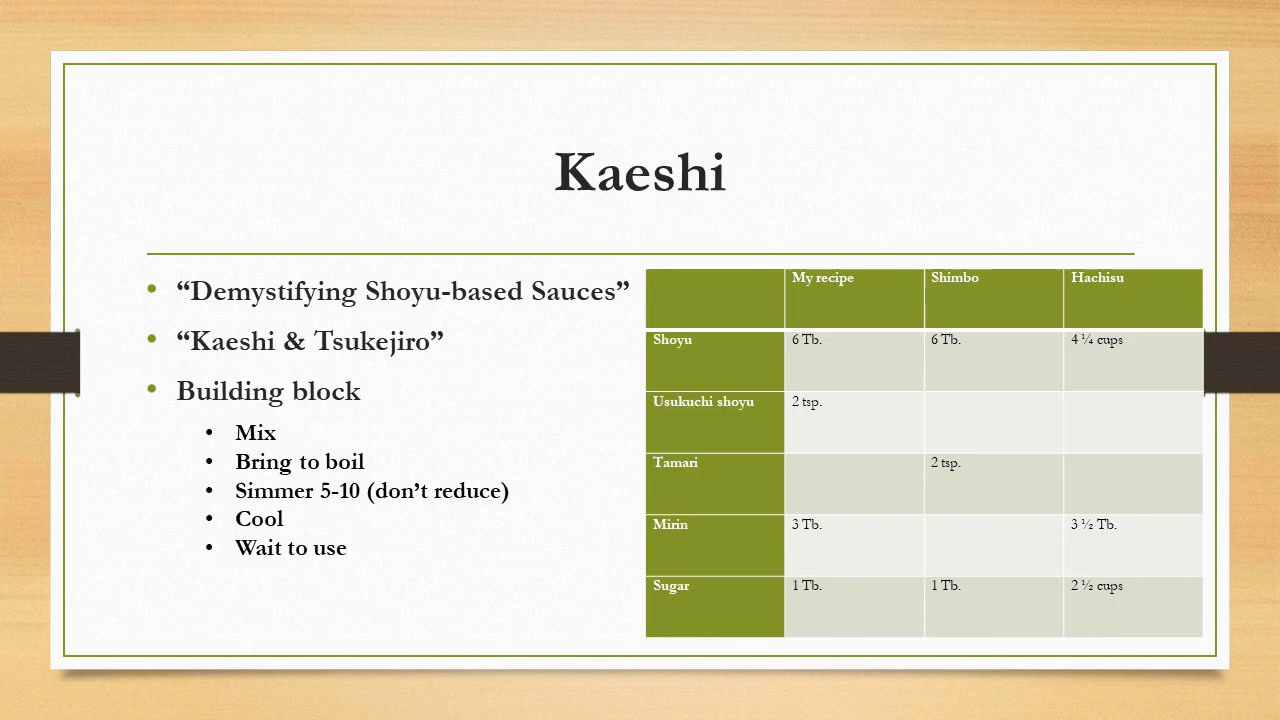 Kaeshi
• “Demystifying Shoyu-based Sauces”
• “Kaeshi & Tsukejiro”
• Building block
• Mix
• Bring to boil
• Simmer 5-10 (don’t reduce)
• Cool
• Wait to use
My recipe Shimbo Hachisu
Shoyu 6 Tb. 6 Tb. 4 ¼ cups
Usukuchi shoyu 2 tsp.
Tamari 2 tsp.
Mirin 3 Tb. 3 ½ Tb.
Sugar 1 Tb. 1 Tb. 2 ½ cups